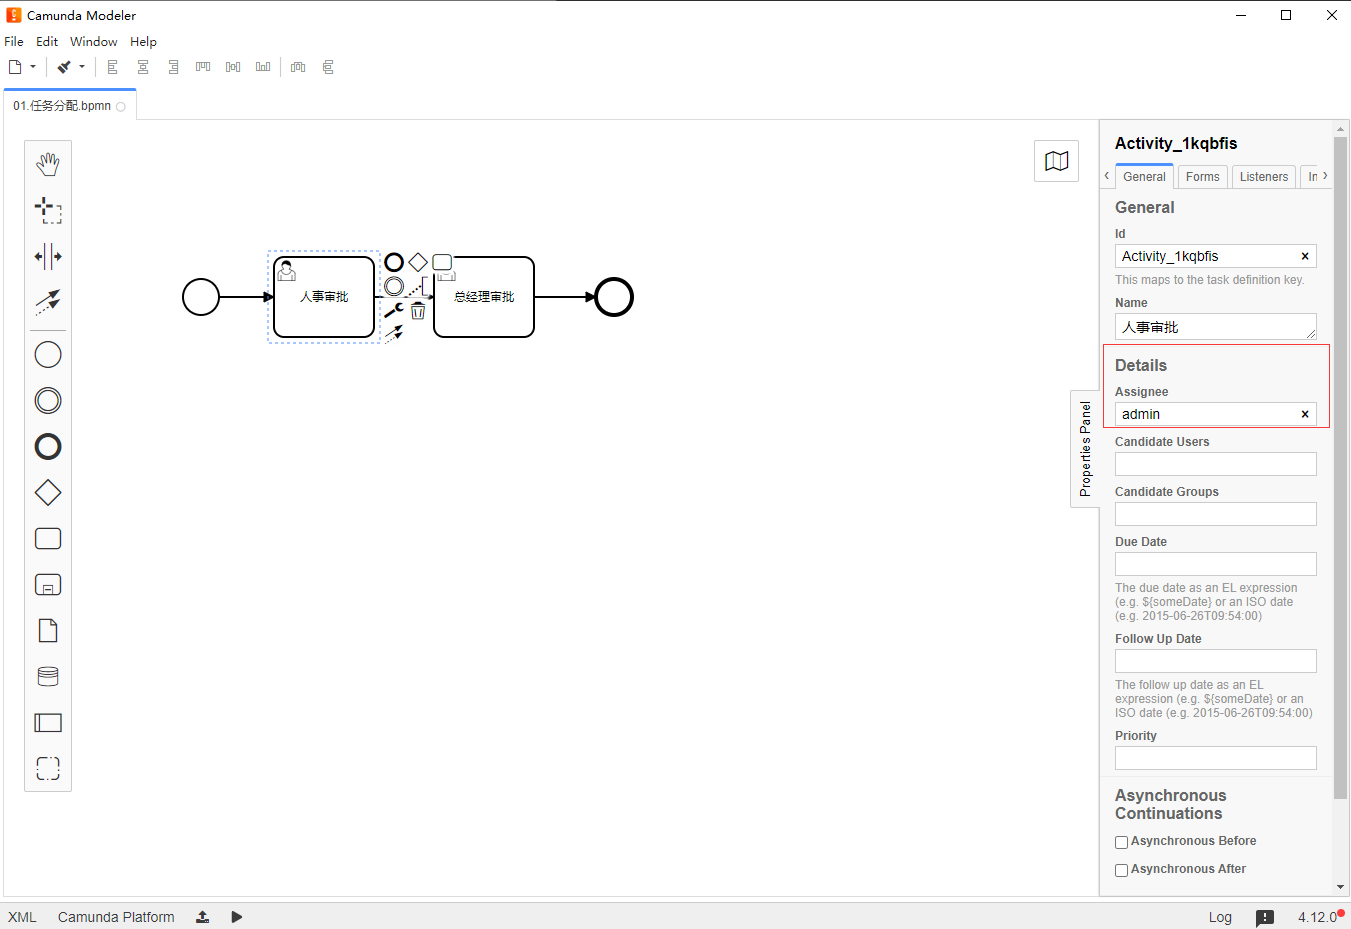 Camunda Modeler
File Edit Window Help
01.任务分配.bpmn
人事审批
总经理审批
Properties Panel
Activity_1kqbfis
General Forms Listeners In
General
Id
Activity_1kqbfis
This maps to the task definition key.
Name
人事审批
Details
Assignee
admin
Candidate Users
Candidate Groups
Due Date
The due date as an EL expression
(e.g. ${someDate} or an ISO date
(e.g. 2015-06-26T09:54:00)
Follow Up Date
The follow up date as an EL
expression (e.g. ${someDate} or an
ISO date (e.g. 2015-06-26T09:54:00)
Priority
Asynchronous
Continuations
Asynchronous Before
Asynchronous After
XML Camunda Platform Log 4.12.0